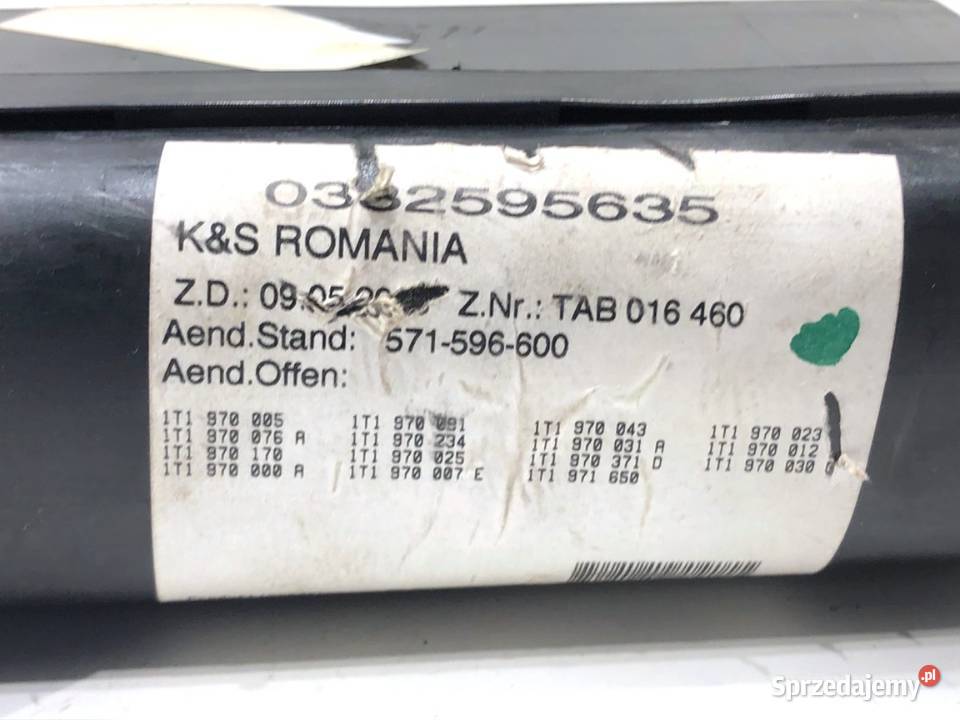 0332595635
K&S ROMANIA
Z.D.: Z.Nr.: TAB 016 460
Aend.Stand: 571-596-600
Aend.Offen:
1T1 970 005 1T1 970 091 1T1 970 043 1T1 970 023
1T1 970 076 A 1T1 970 234 1T1 970 031 A 1T1 970 012
1T1 970 170 1T1 970 025 1T1 970 371 D 1T1 970 030
1T1 970 000 A 1T1 970 007 E 1T1 971 650
Sprzedajemy.pl